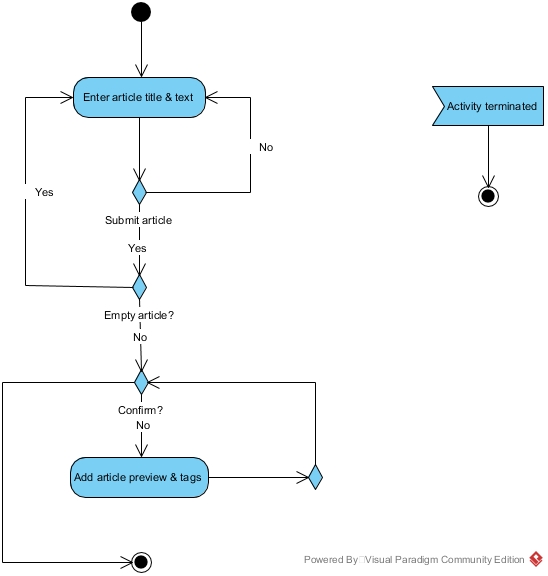 Enter article title & text
Activity terminated
No
Yes
Submit article
Yes
Empty article?
No
Confirm?
No
Add article preview & tags
Powered By Visual Paradigm Community Edition